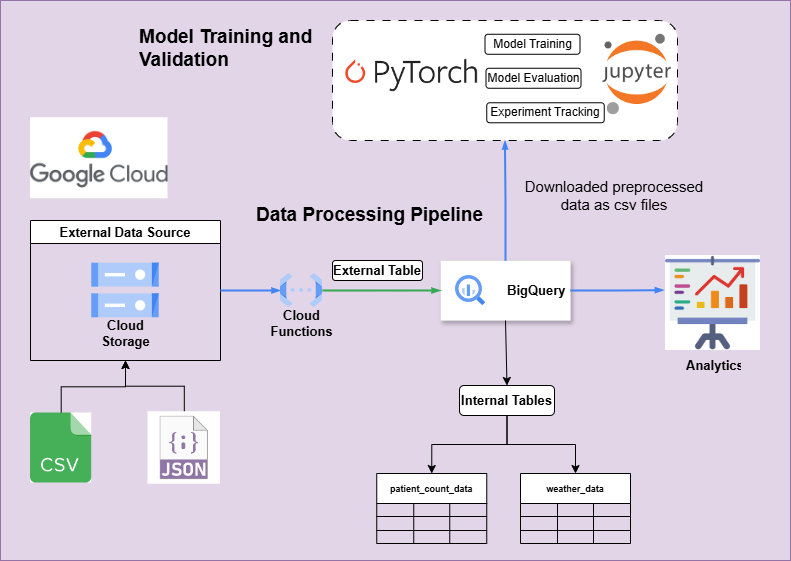 Model Training and
Validation
PyTorch
Model Training
Model Evaluation
Experiment Tracking
jupyter
Google Cloud
Downloaded preprocessed
data as csv files
Data Processing Pipeline
External Data Source
Cloud
Storage
Cloud
Functions
External Table
BigQuery
Analytics
Internal Tables
CSV
{;}
JSON
patient_count_data
weather_data